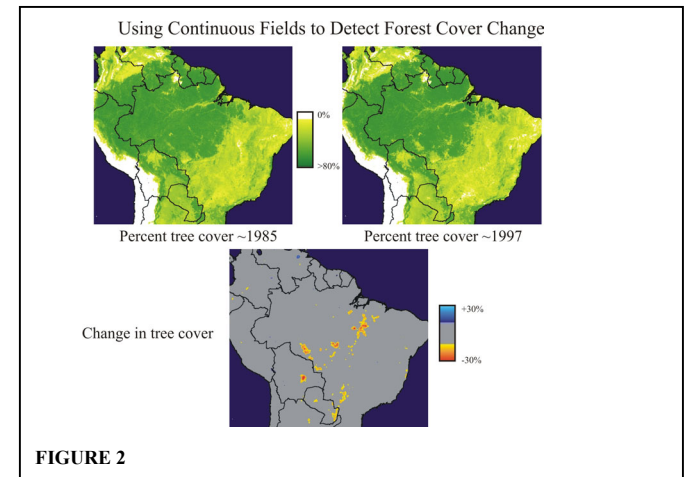 Using Continuous Fields to Detect Forest Cover Change
0%
>80%
Percent tree cover ~1985
Percent tree cover ~1997
Change in tree cover
+30%
-30%
FIGURE 2